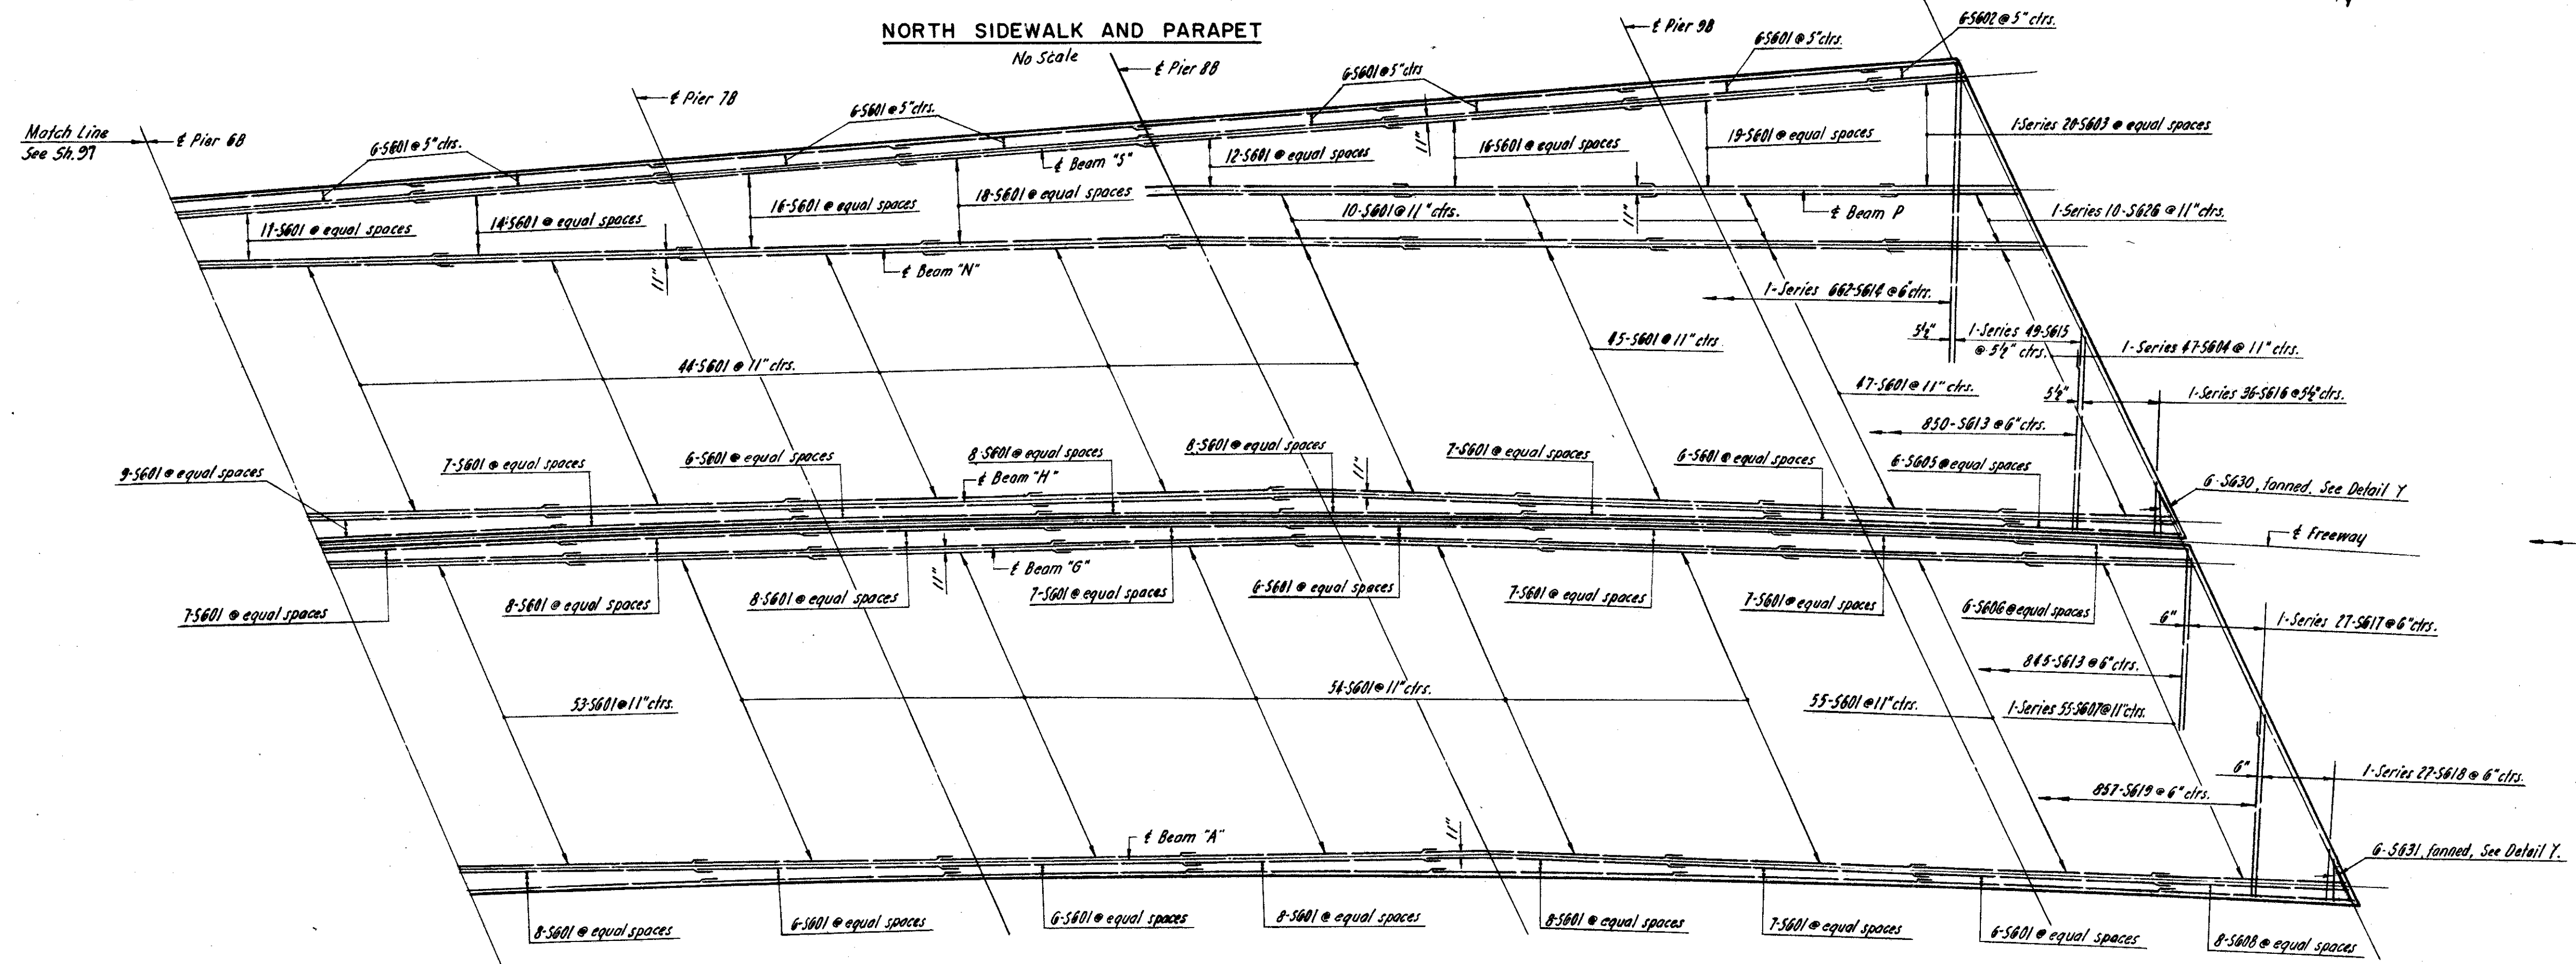 NORTH SIDEWALK AND PARAPET
No Scale
Match Line
See Sh. 97
℄ Pier 6B
℄ Pier 7B
℄ Pier 8B
℄ Pier 9B
6-S601 @ 5" ctrs.
6-S601 @ 5" ctrs.
6-S601 @ 5" ctrs
6-S601 @ 5" ctrs.
6-S602 @ 5" ctrs.
℄ Beam "S"
11-S601 @ equal spaces
14-S601 @ equal spaces
16-S601 @ equal spaces
18-S601 @ equal spaces
12-S601 @ equal spaces
11"
16-S601 @ equal spaces
19-S601 @ equal spaces
1-Series 20-S603 @ equal spaces
11"
℄ Beam "N"
10-S601 @ 11" ctrs.
11"
℄ Beam P
1-Series 10-S626 @ 11" ctrs.
1-Series 662-S614 @ 6" ctrs.
5½"
1-Series 49-S615
@ 5½" ctrs.
1-Series 47-S604 @ 11" ctrs.
44-S601 @ 11" ctrs.
45-S601 @ 11" ctrs
47-S601 @ 11" ctrs.
5½"
1-Series 36-S616 @ 5½" ctrs.
850-S613 @ 6" ctrs.
9-S601 @ equal spaces
7-S601 @ equal spaces
6-S601 @ equal spaces
8-S601 @ equal spaces
8-S601 @ equal spaces
7-S601 @ equal spaces
6-S601 @ equal spaces
6-S605 @ equal spaces
℄ Beam "H"
11"
6-S630, fanned. See Detail Y
℄ Freeway
7-S601 @ equal spaces
8-S601 @ equal spaces
8-S601 @ equal spaces
11"
℄ Beam "G"
7-S601 @ equal spaces
6-S601 @ equal spaces
7-S601 @ equal spaces
7-S601 @ equal spaces
6-S606 @ equal spaces
6"
1-Series 27-S617 @ 6" ctrs.
845-S613 @ 6" ctrs.
53-S601 @ 11" ctrs.
54-S601 @ 11" ctrs.
55-S601 @ 11" ctrs.
1-Series 55-S607 @ 11" ctrs.
6"
1-Series 27-S618 @ 6" ctrs.
857-S619 @ 6" ctrs.
℄ Beam "A"
11"
6-S631, fanned, See Detail Y.
8-S601 @ equal spaces
6-S601 @ equal spaces
6-S601 @ equal spaces
8-S601 @ equal spaces
8-S601 @ equal spaces
7-S601 @ equal spaces
6-S601 @ equal spaces
8-S608 @ equal spaces